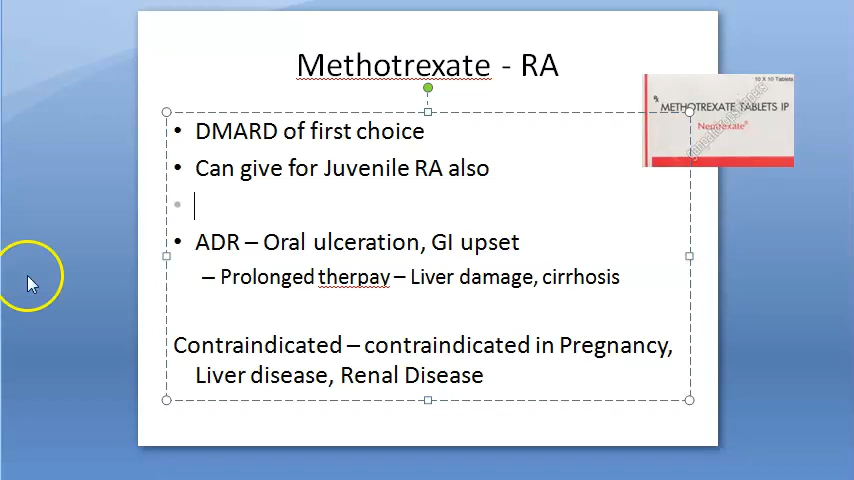 Methotrexate - RA
10 X 10 Tablets
METHOTREXATE TABLETS IP
• DMARD of first choice
• Can give for Juvenile RA also
•
• ADR – Oral ulceration, GI upset
– Prolonged therpay – Liver damage, cirrhosis
Contraindicated – contraindicated in Pregnancy,
Liver disease, Renal Disease